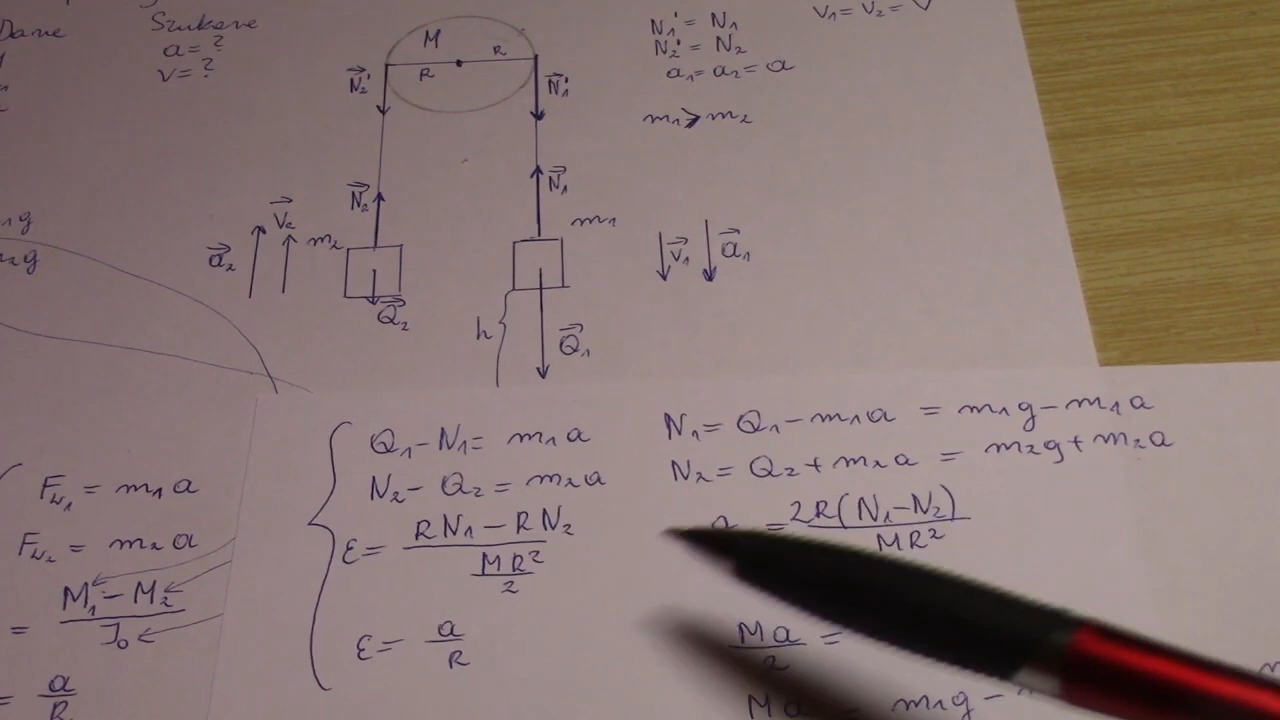 Dane
Szukane
a = ?
v = ?
M
R
R
N₂'
N₁'
N₁' = N₁
N₂' = N₂
a₁ = a₂ = a
v₁ = v₂ = v
m₁ > m₂
N₂
N₁
m₂
m₁
a₂
v₂
v₁
a₁
Q₂
h
Q₁
₁g
₂g
Q₁ - N₁ = m₁a
N₂ - Q₂ = m₂a
ε = (RN₁ - RN₂) / (MR²/2)
ε = a/R
N₁ = Q₁ - m₁a = m₁g - m₁a
N₂ = Q₂ + m₂a = m₂g + m₂a
= 2R(N₁ - N₂) / MR²
Ma/2 =
Ma = m₁g -
F_w₁ = m₁a
F_w₂ = m₂a
= (M₁ - M₂) / J₀
= a/R